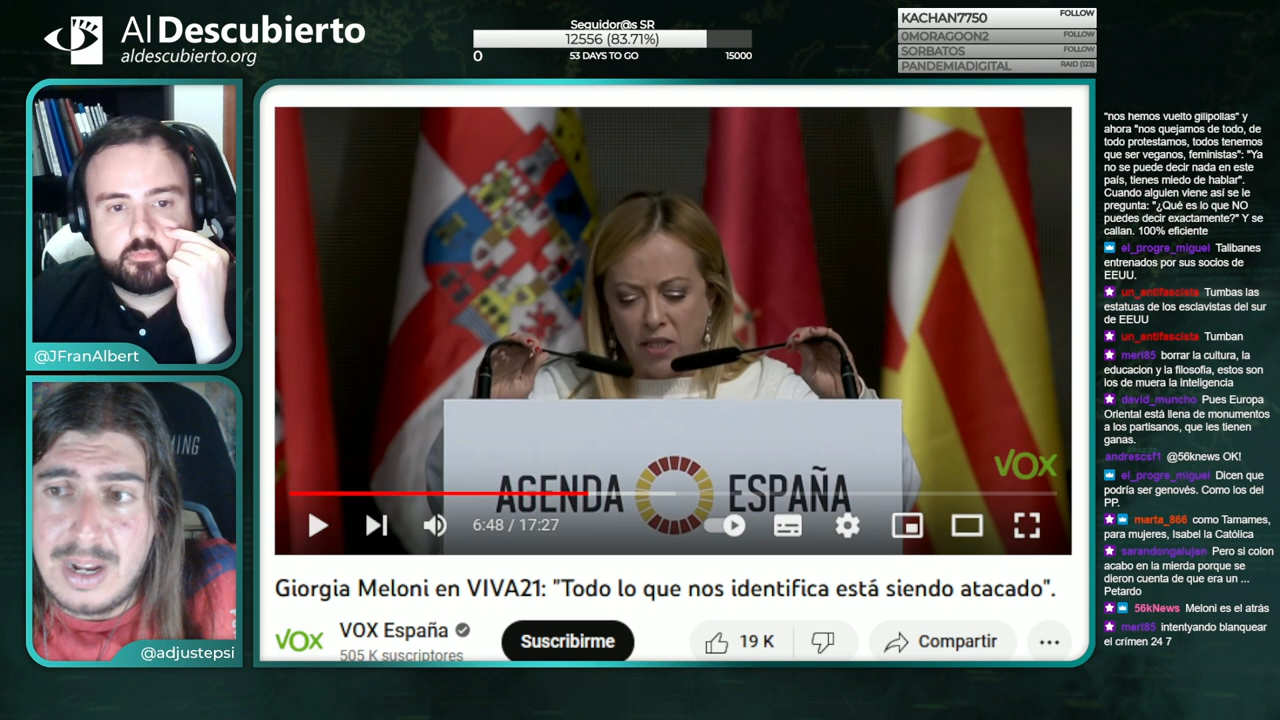 Al Descubierto
aldescubierto.org
Seguidor@s SR
12556 (83.71%)
0
53 DAYS TO GO
15000
KACHAN7750 FOLLOW
0MORAGOON2 FOLLOW
SORBATOS FOLLOW
PANDEMIADIGITAL RAID (123)
@JFranAlbert
MING
@adjustepsi
VOX
AGENDA ESPAÑA
6:48 / 17:27
Giorgia Meloni en VIVA21: "Todo lo que nos identifica está siendo atacado".
VOX
VOX España
505 K suscriptores
Suscribirme
19 K
Compartir
"nos hemos vuelto gilipollas" y
ahora "nos quejamos de todo, de
todo protestamos, todos tenemos
que ser veganos, feministas": "Ya
no se puede decir nada en este
país, tienes miedo de hablar".
Cuando alguien viene así se le
pregunta: "¿Qué es lo que NO
puedes decir exactamente?" Y se
callan. 100% eficiente
el_progre_miguel Talibanes
entrenados por sus socios de
EEUU.
un_antifascista Tumbas las
estatuas de los esclavistas del sur
de EEUU
un_antifascista Tumban
meri85 borrar la cultura, la
educacion y la filosofia, estos son
los de muera la inteligencia
david_muncho Pues Europa
Oriental está llena de monumentos
a los partisanos, que les tienen
ganas.
andrescsf1 @56knews OK!
el_progre_miguel Dicen que
podría ser genovés. Como los del
PP.
marta_866 como Tamames,
para mujeres, Isabel la Católica
sarandongalujan Pero si colon
acabo en la mierda porque se
dieron cuenta de que era un ...
Petardo
56kNews Meloni es el atrás
meri85 intentyando blanquear
el crimen 24 7